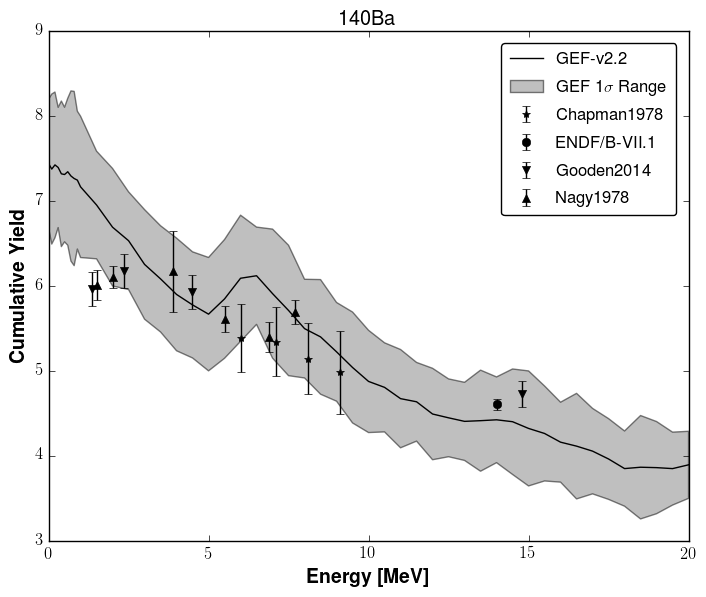 140Ba
GEF-v2.2
GEF 1σ Range
Chapman1978
ENDF/B-VII.1
Gooden2014
Nagy1978
9
8
7
6
5
4
3
Cumulative Yield
0 5 10 15 20
Energy [MeV]